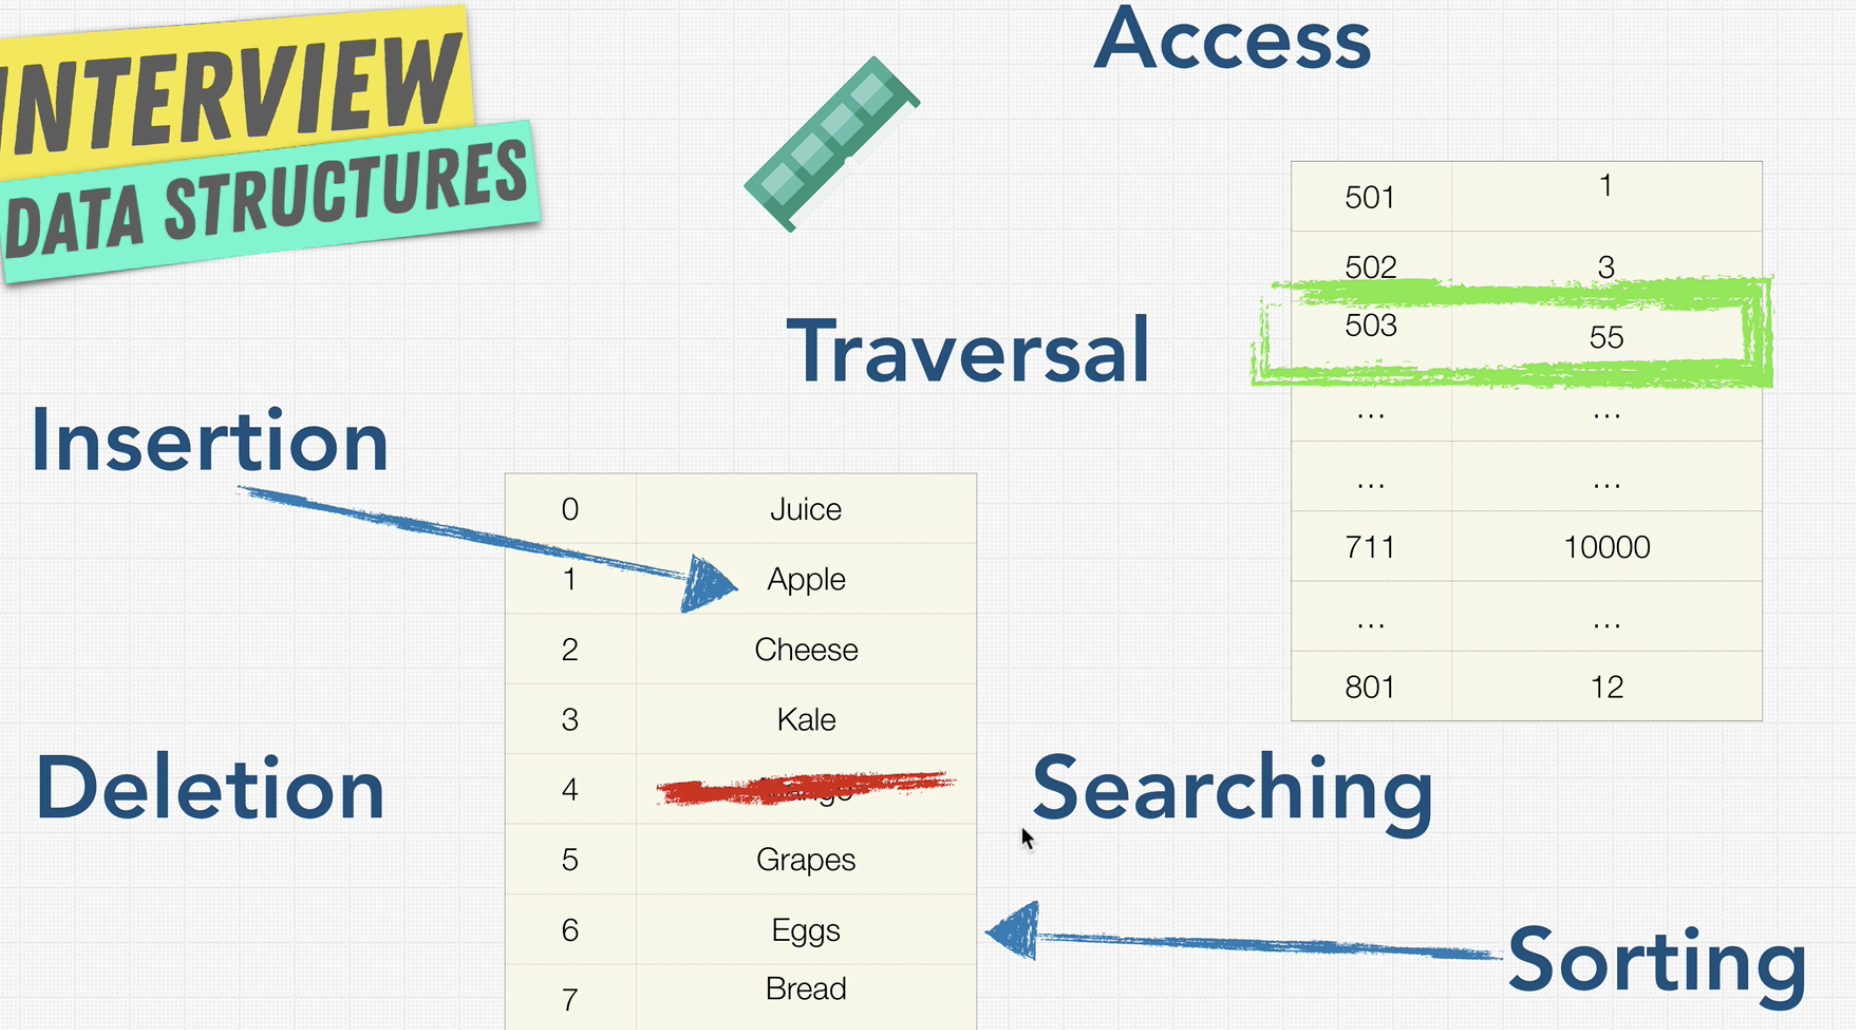 INTERVIEW
DATA STRUCTURES
Access
501 1
502 3
503 55
... ...
... ...
711 10000
... ...
801 12
Traversal
Insertion
0 Juice
1 Apple
2 Cheese
3 Kale
4
5 Grapes
6 Eggs
7 Bread
Deletion
Searching
Sorting